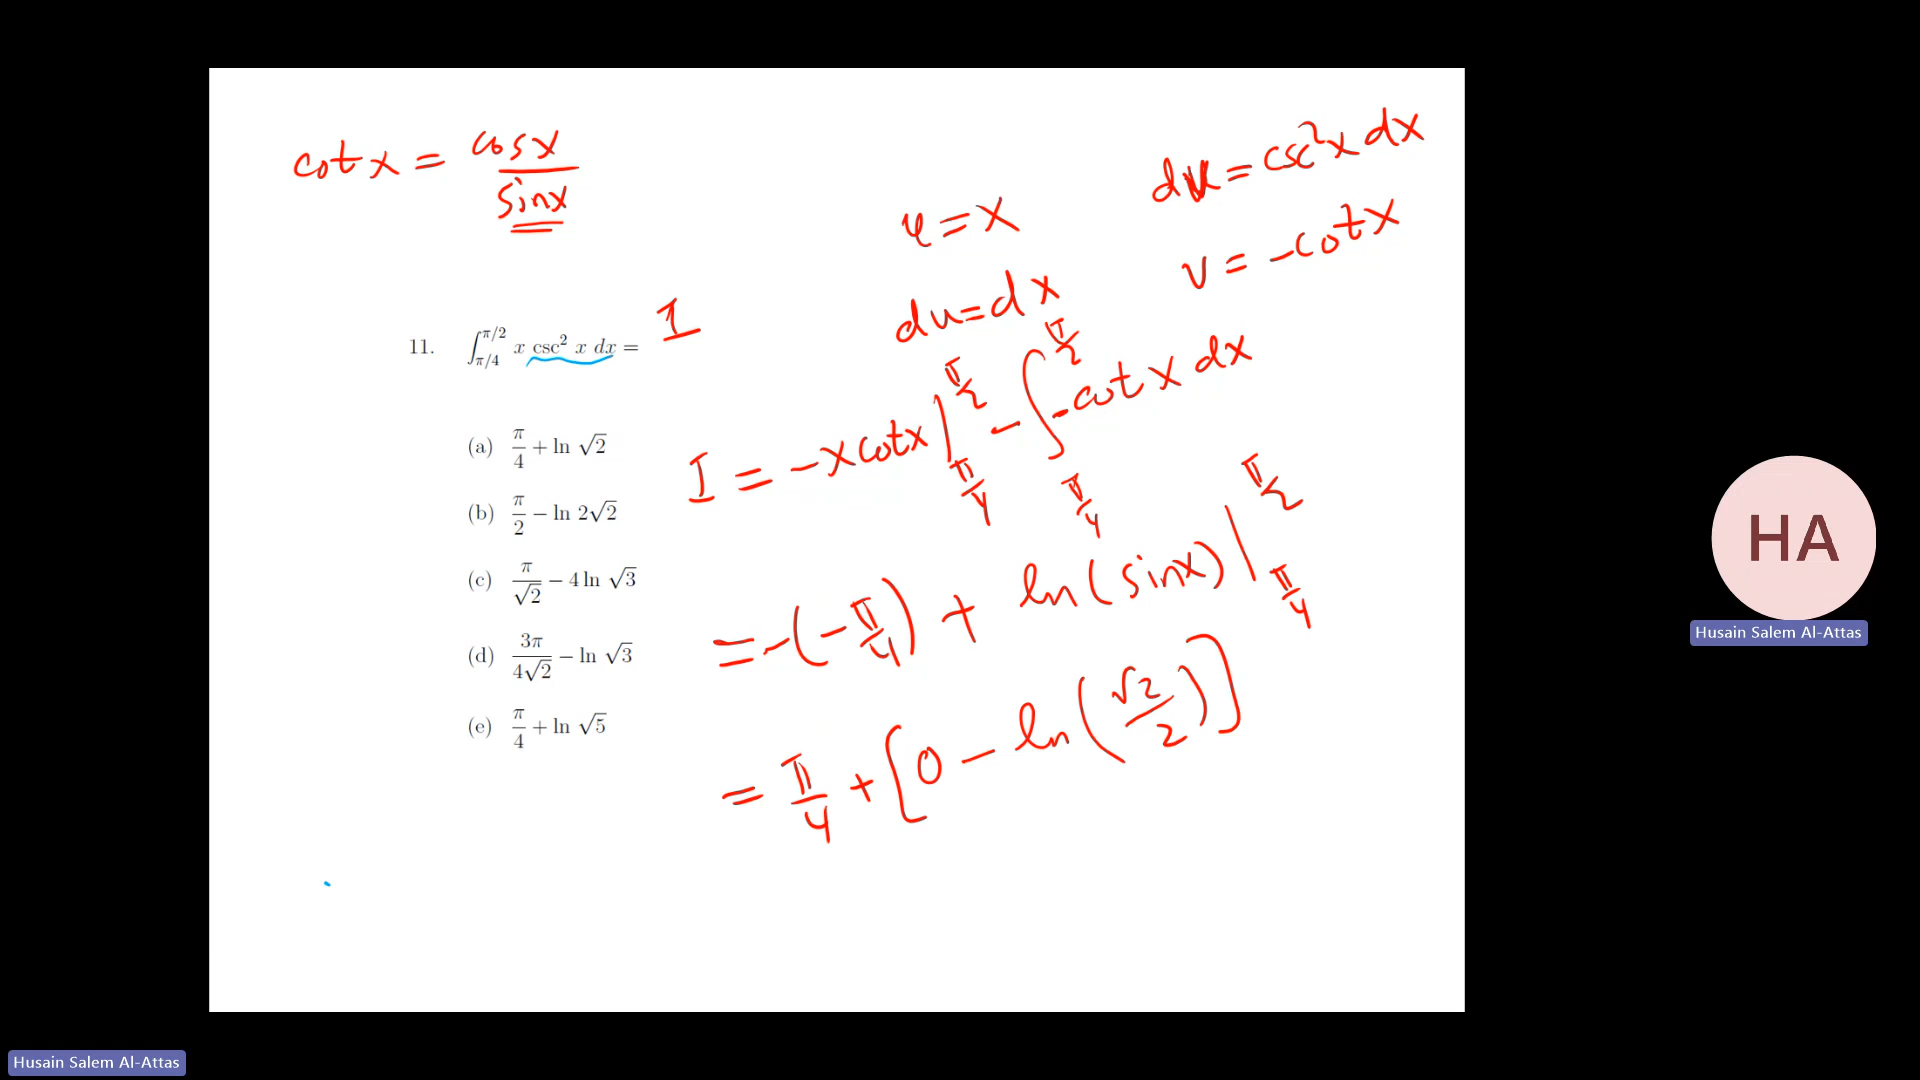 cot x = cos x / sin x
du = csc² x dx
u = x
v = -cot x
du = dx
11. ∫_{π/4}^{π/2} x csc² x dx = I
I = -x cot x |_{π/4}^{π/2} - ∫_{π/4}^{π/2} -cot x dx
(a) π/4 + ln √2
(b) π/2 − ln 2√2
(c) π/√2 − 4 ln √3
(d) 3π/4√2 − ln √3
(e) π/4 + ln √5
= -(-π/4) + ln(sin x) |_{π/4}^{π/2}
= π/4 + [0 - ln(√2/2)]
HA
Husain Salem Al-Attas
Husain Salem Al-Attas